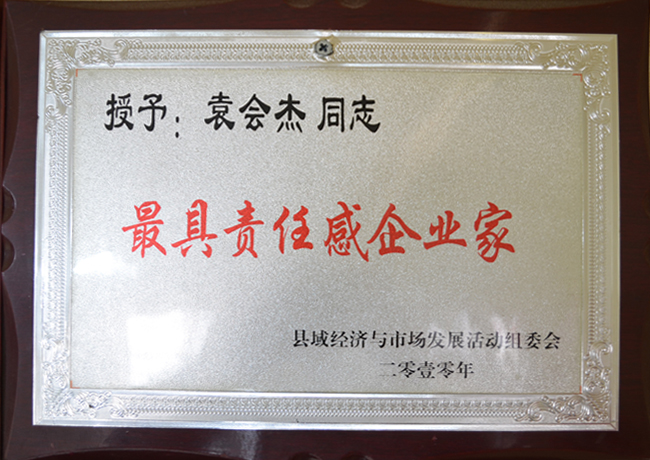 授予：袁会杰 同志
最具责任感企业家
县域经济与市场发展活动组委会
二零壹零年